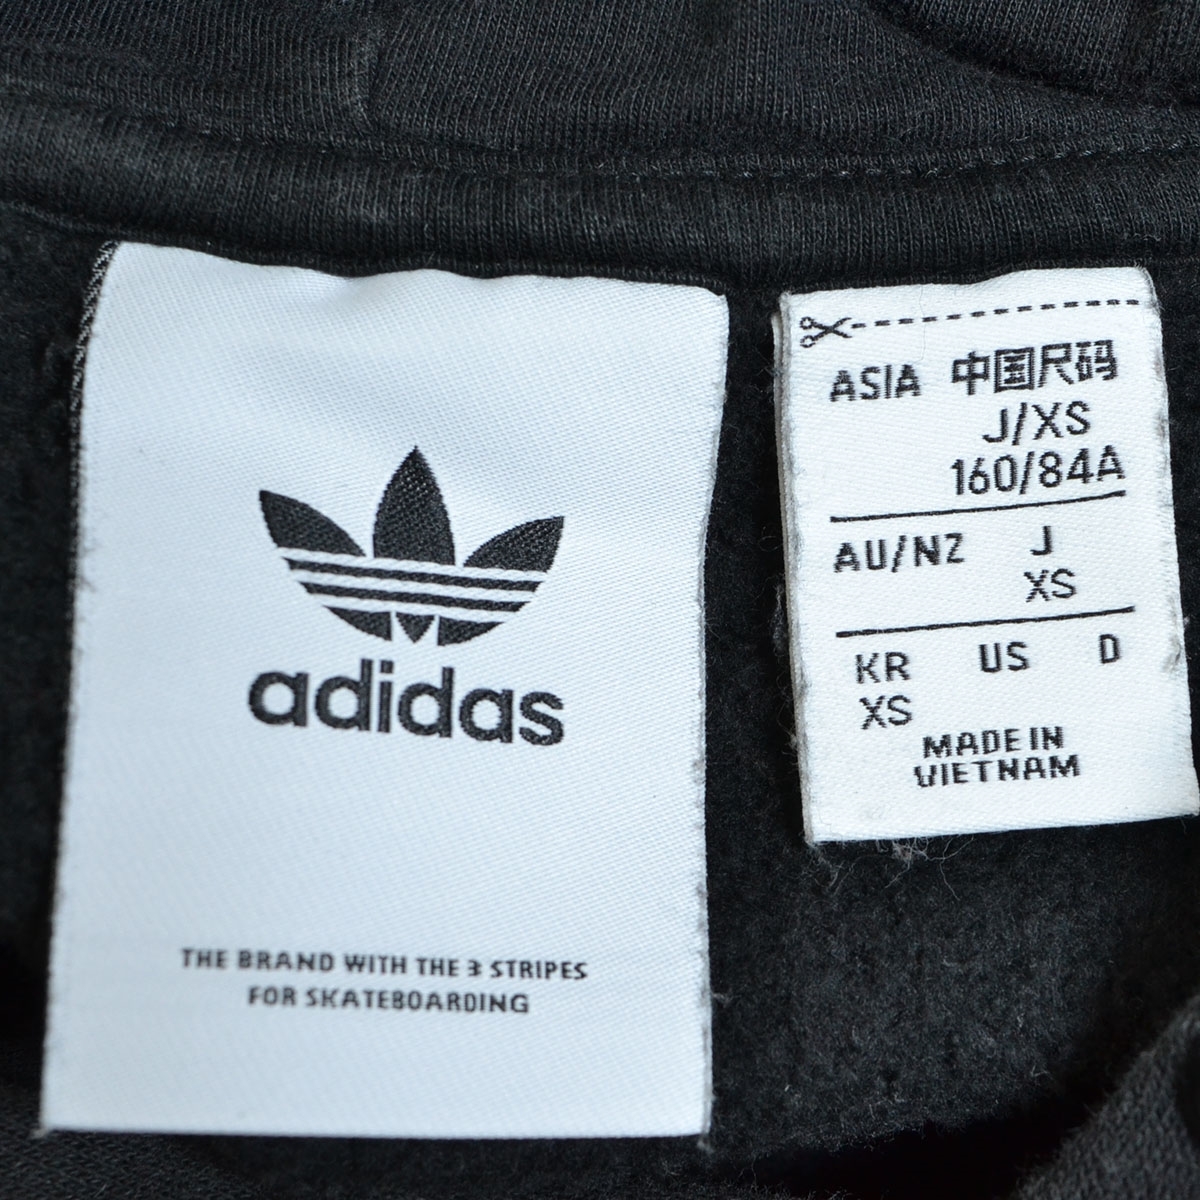 adidas
THE BRAND WITH THE 3 STRIPES
FOR SKATEBOARDING
ASIA 中国尺码
J/XS
160/84A
AU/NZ J
XS
KR US D
XS
MADE IN
VIETNAM